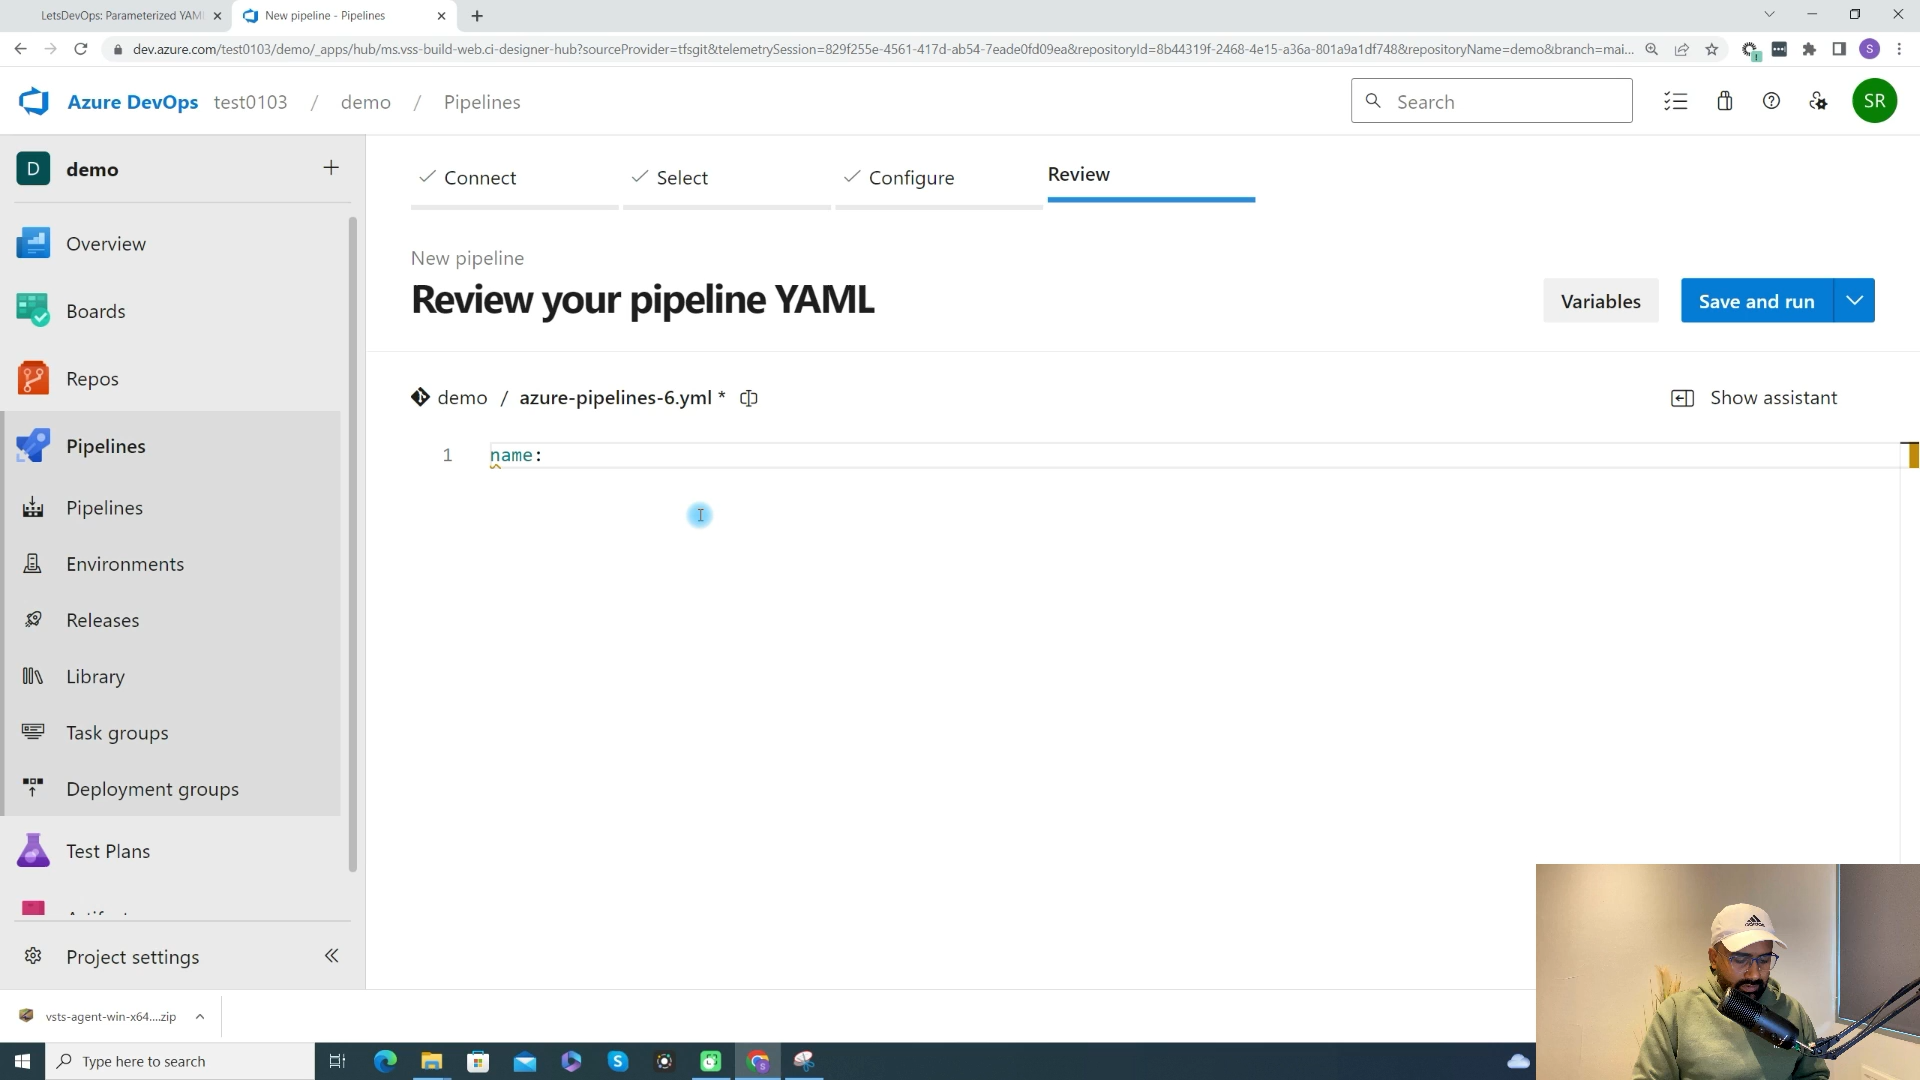 LetsDevOps: Parameterized YAM
New pipeline - Pipelines
dev.azure.com/test0103/demo/_apps/hub/ms.vss-build-web.ci-designer-hub?sourceProvider=tfsgit&telemetrySession=829f255e-4561-417d-ab54-7eade0fd09ea&repositoryId=8b44319f-2468-4e15-a36a-801a9a1df748&repositoryName=demo&branch=mai...
S
Azure DevOps test0103 / demo / Pipelines
Search
SR
D demo
Overview
Boards
Repos
Pipelines
Pipelines
Environments
Releases
Library
Task groups
Deployment groups
Test Plans
Project settings
Connect
Select
Configure
Review
New pipeline
Review your pipeline YAML
Variables
Save and run
demo / azure-pipelines-6.yml *
Show assistant
1 name:
vsts-agent-win-x64....zip
Type here to search